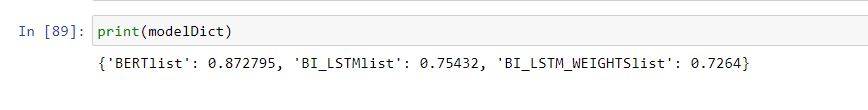 In [89]: print(modelDict)
{'BERTlist': 0.872795, 'BI_LSTMlist': 0.75432, 'BI_LSTM_WEIGHTSlist': 0.7264}